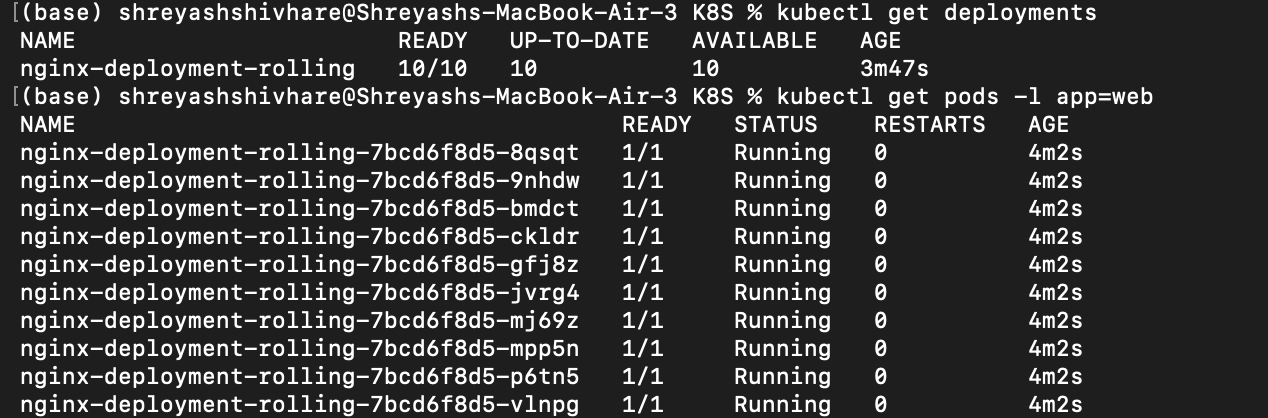 [(base) shreyashshivhare@Shreyashs-MacBook-Air-3 K8S % kubectl get deployments
NAME READY UP-TO-DATE AVAILABLE AGE
nginx-deployment-rolling 10/10 10 10 3m47s
[(base) shreyashshivhare@Shreyashs-MacBook-Air-3 K8S % kubectl get pods -l app=web
NAME READY STATUS RESTARTS AGE
nginx-deployment-rolling-7bcd6f8d5-8qsqt 1/1 Running 0 4m2s
nginx-deployment-rolling-7bcd6f8d5-9nhdw 1/1 Running 0 4m2s
nginx-deployment-rolling-7bcd6f8d5-bmdct 1/1 Running 0 4m2s
nginx-deployment-rolling-7bcd6f8d5-ckldr 1/1 Running 0 4m2s
nginx-deployment-rolling-7bcd6f8d5-gfj8z 1/1 Running 0 4m2s
nginx-deployment-rolling-7bcd6f8d5-jvrg4 1/1 Running 0 4m2s
nginx-deployment-rolling-7bcd6f8d5-mj69z 1/1 Running 0 4m2s
nginx-deployment-rolling-7bcd6f8d5-mpp5n 1/1 Running 0 4m2s
nginx-deployment-rolling-7bcd6f8d5-p6tn5 1/1 Running 0 4m2s
nginx-deployment-rolling-7bcd6f8d5-vlnpg 1/1 Running 0 4m2s